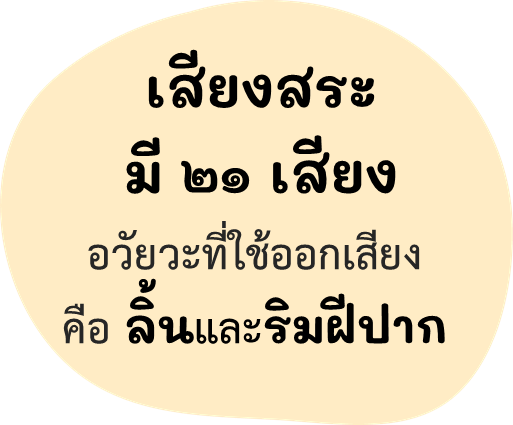 เสียงสระ
มี ๒๑ เสียง
อวัยวะที่ใช้ออกเสียง
คือ ลิ้นและริมฝีปาก